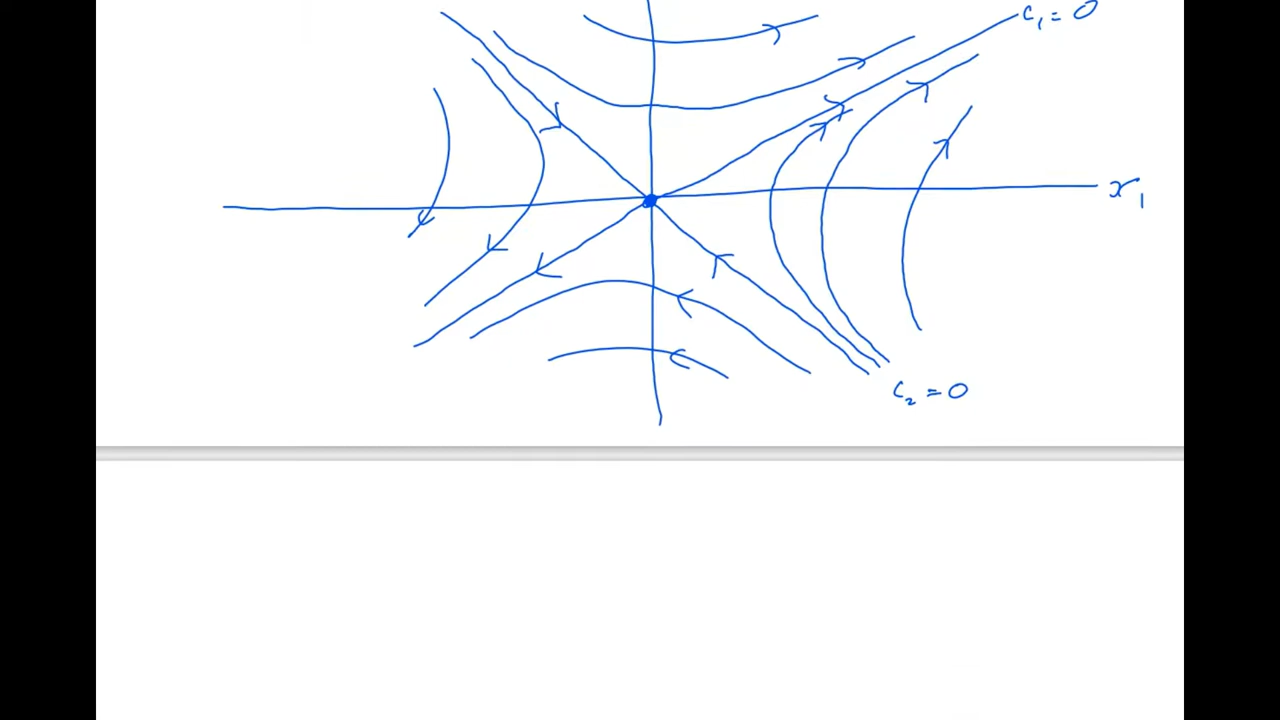 c₁ = 0
x₁
c₂ = 0